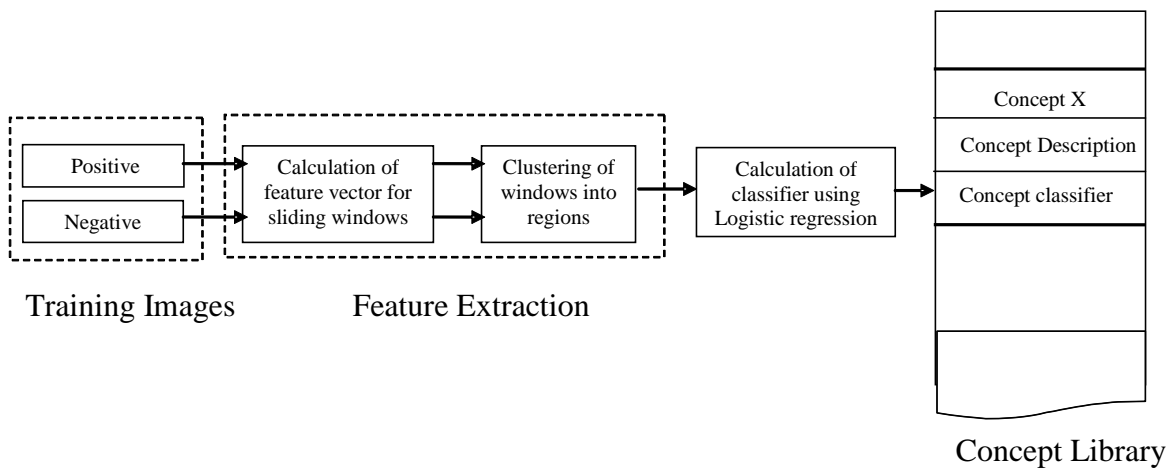 Positive
Negative
Training Images
Calculation of
feature vector for
sliding windows
Clustering of
windows into
regions
Feature Extraction
Calculation of
classifier using
Logistic regression
Concept X
Concept Description
Concept classifier
Concept Library